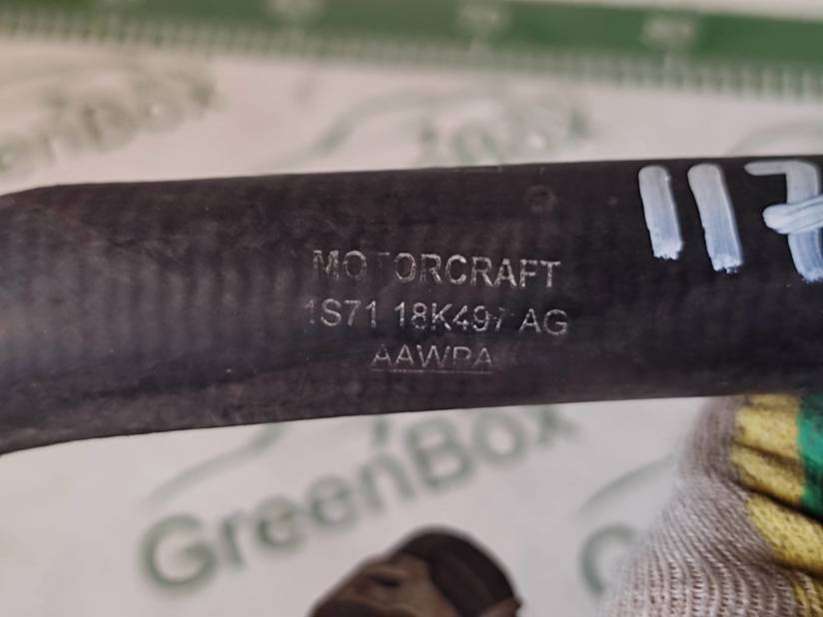 MOTORCRAFT
1S71 18K497 AG
AAWPA
117
GreenBox